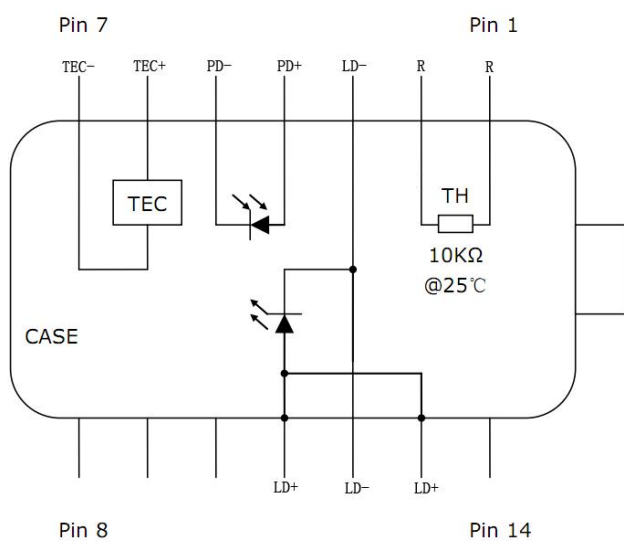 Pin 7 Pin 1
TEC- TEC+ PD- PD+ LD- R R
TEC
TH
10KΩ
@25℃
CASE
LD+ LD- LD+
Pin 8 Pin 14